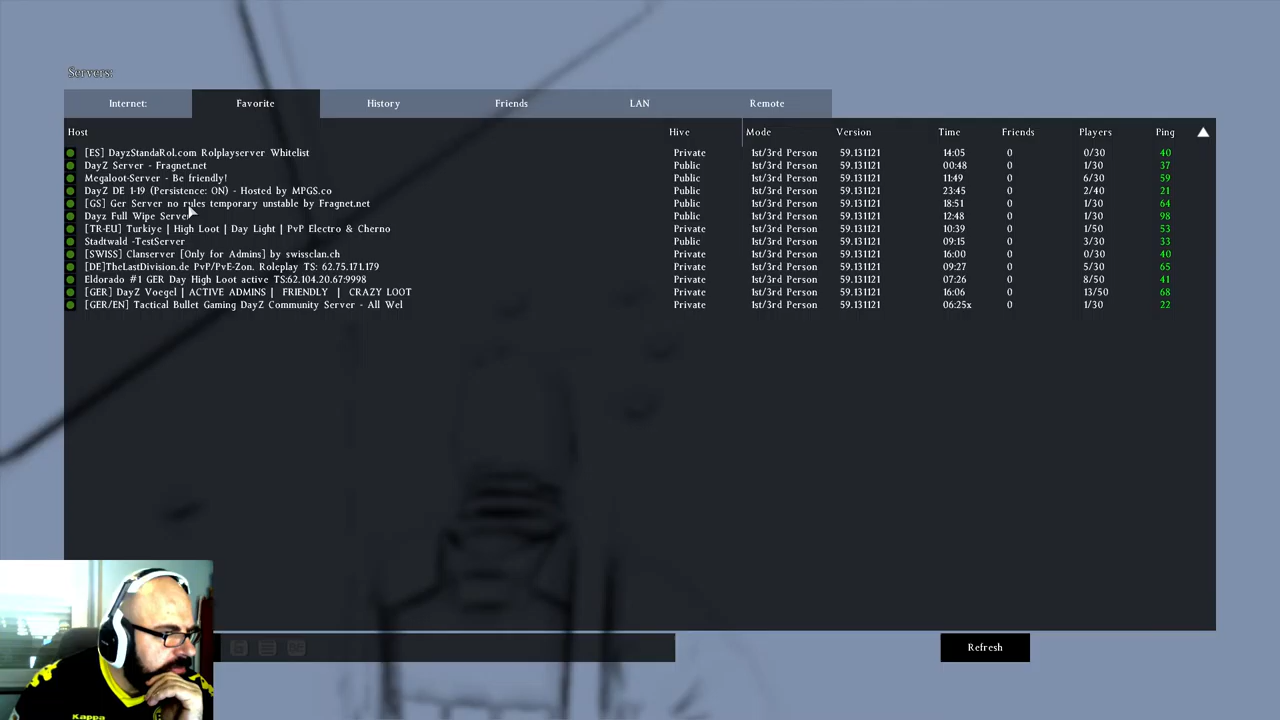 Servers:
Internet: Favorite History Friends LAN Remote
Host Hive Mode Version Time Friends Players Ping
[ES] DayzStandaRol.com Rolplayserver Whitelist Private 1st/3rd Person 59.131121 14:05 0 0/30 40
DayZ Server - Fragnet.net Public 1st/3rd Person 59.131121 00:48 0 1/30 37
Megaloot-Server - Be friendly! Public 1st/3rd Person 59.131121 11:49 0 6/30 59
DayZ DE 1-19 (Persistence: ON) - Hosted by MPGS.co Public 1st/3rd Person 59.131121 23:45 0 2/40 21
[GS] Ger Server no rules temporary unstable by Fragnet.net Public 1st/3rd Person 59.131121 18:51 0 1/30 64
Dayz Full Wipe Server Public 1st/3rd Person 59.131121 12:48 0 1/30 98
[TR-EU] Turkiye | High Loot | Day Light | PvP Electro & Cherno Private 1st/3rd Person 59.131121 10:39 0 1/50 53
Stadtwald -TestServer Public 1st/3rd Person 59.131121 09:15 0 3/30 33
[SWISS] Clanserver [Only for Admins] by swissclan.ch Private 1st/3rd Person 59.131121 16:00 0 0/30 40
[DE]TheLastDivision.de PvP/PvE-Zon. Roleplay TS: 62.75.171.179 Private 1st/3rd Person 59.131121 09:27 0 5/30 65
Eldorado #1 GER Day High Loot active TS:62.104.20.67:9998 Private 1st/3rd Person 59.131121 07:26 0 8/50 41
[GER] DayZ Voegel | ACTIVE ADMINS | FRIENDLY | CRAZY LOOT Private 1st/3rd Person 59.131121 16:06 0 13/50 68
[GER/EN] Tactical Bullet Gaming DayZ Community Server - All Wel Private 1st/3rd Person 59.131121 06:25x 0 1/30 22
Refresh
Kappa